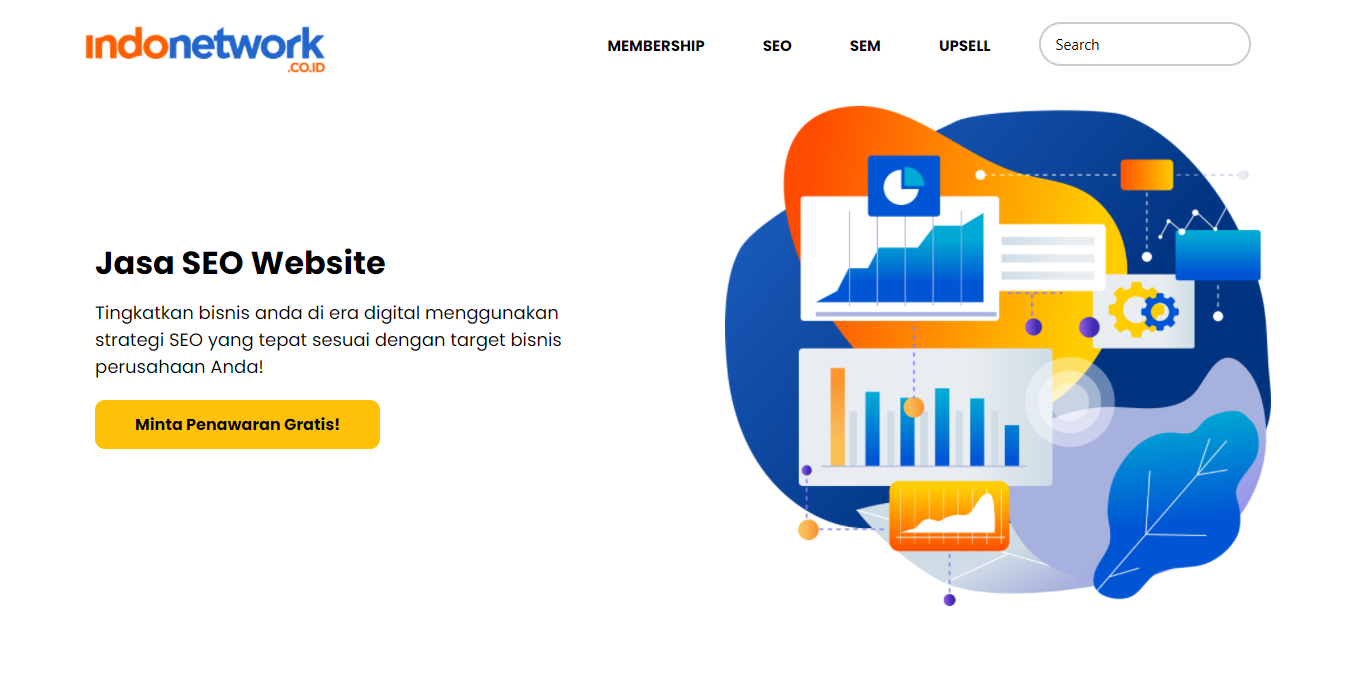 indonetwork
.CO.ID
MEMBERSHIP SEO SEM UPSELL Search
Jasa SEO Website
Tingkatkan bisnis anda di era digital menggunakan
strategi SEO yang tepat sesuai dengan target bisnis
perusahaan Anda!
Minta Penawaran Gratis!